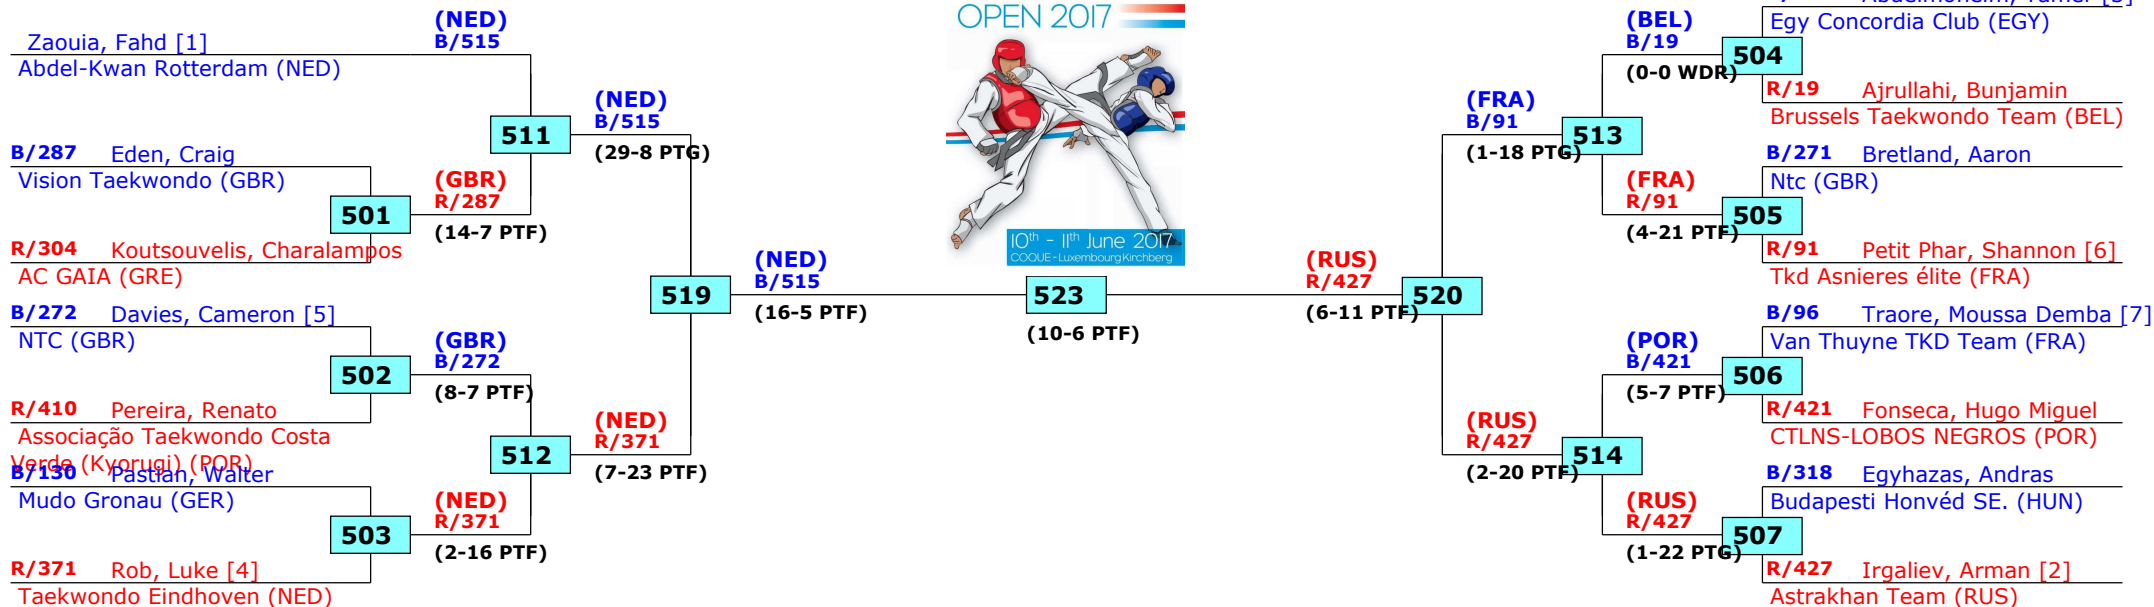 Zaouia, Fahd [1]
Abdel-Kwan Rotterdam (NED)
B/287 Eden, Craig
Vision Taekwondo (GBR)
R/304 Koutsouvelis, Charalampos
AC GAIA (GRE)
B/272 Davies, Cameron [5]
NTC (GBR)
R/410 Pereira, Renato
Associação Taekwondo Costa
Verde (Kyorugi) (POR)
B/130 Pastian, Walter
Mudo Gronau (GER)
R/371 Rob, Luke [4]
Taekwondo Eindhoven (NED)
501
502
503
(NED)
B/515
(GBR)
R/287
(14-7 PTF)
(GBR)
B/272
(8-7 PTF)
(NED)
R/371
(2-16 PTF)
511
512
(NED)
B/515
(29-8 PTG)
(NED)
R/371
(7-23 PTF)
519
(NED)
B/515
(16-5 PTF)
OPEN 2017
10th - 11th June 2017
COQUE - Luxembourg Kirchberg
523
(10-6 PTF)
(RUS)
R/427
(6-11 PTF)
520
(FRA)
B/91
(1-18 PTG)
(RUS)
R/427
(2-20 PTF)
513
514
(BEL)
B/19
(0-0 WDR)
(FRA)
R/91
(4-21 PTF)
(POR)
B/421
(5-7 PTF)
(RUS)
R/427
(1-22 PTG)
504
505
506
507
Egy Concordia Club (EGY)
R/19 Ajrullahi, Bunjamin
Brussels Taekwondo Team (BEL)
B/271 Bretland, Aaron
Ntc (GBR)
R/91 Petit Phar, Shannon [6]
Tkd Asnieres élite (FRA)
B/96 Traore, Moussa Demba [7]
Van Thuyne TKD Team (FRA)
R/421 Fonseca, Hugo Miguel
CTLNS-LOBOS NEGROS (POR)
B/318 Egyhazas, Andras
Budapesti Honvéd SE. (HUN)
R/427 Irgaliev, Arman [2]
Astrakhan Team (RUS)